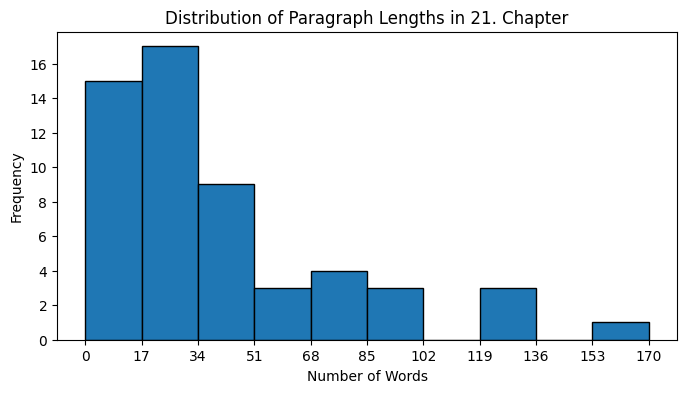 Distribution of Paragraph Lengths in 21. Chapter
16
14
12
10
8
6
4
2
0
Frequency
0 17 34 51 68 85 102 119 136 153 170
Number of Words